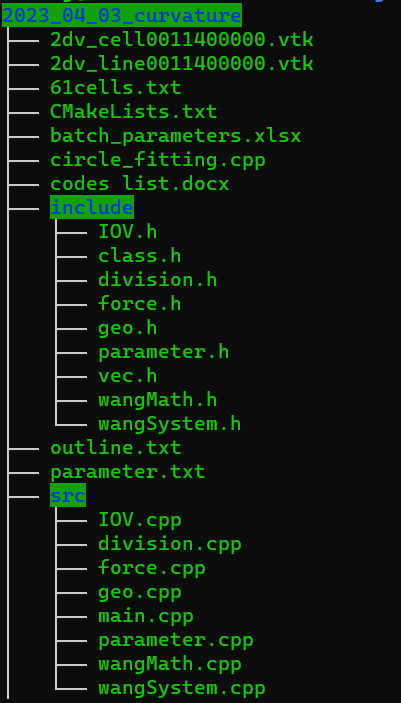 2023_04_03_curvature
2dv_cell0011400000.vtk
2dv_line0011400000.vtk
61cells.txt
CMakeLists.txt
batch_parameters.xlsx
circle_fitting.cpp
codes list.docx
include
IOV.h
class.h
division.h
force.h
geo.h
parameter.h
vec.h
wangMath.h
wangSystem.h
outline.txt
parameter.txt
src
IOV.cpp
division.cpp
force.cpp
geo.cpp
main.cpp
parameter.cpp
wangMath.cpp
wangSystem.cpp